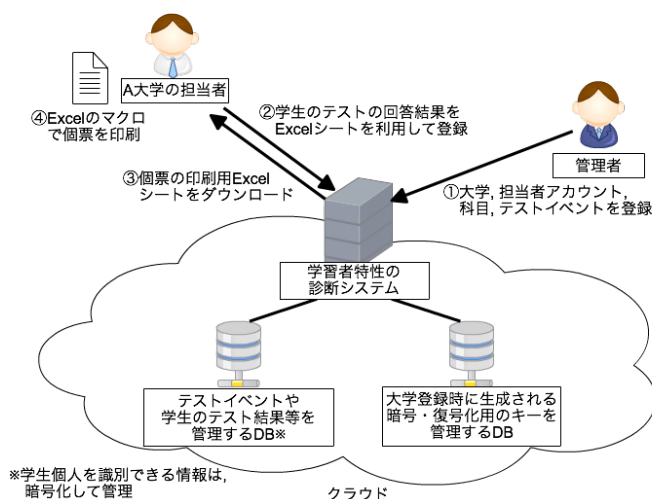 A大学の担当者
④Excelのマクロ
で個票を印刷
②学生のテストの回答結果を
Excelシートを利用して登録
③個票の印刷用Excel
シートをダウンロード
管理者
①大学, 担当者アカウント,
科目, テストイベントを登録
学習者特性の
診断システム
テストイベントや
学生のテスト結果等を
管理するDB※
大学登録時に生成される
暗号・復号化用のキーを
管理するDB
※学生個人を識別できる情報は,
暗号化して管理
クラウド